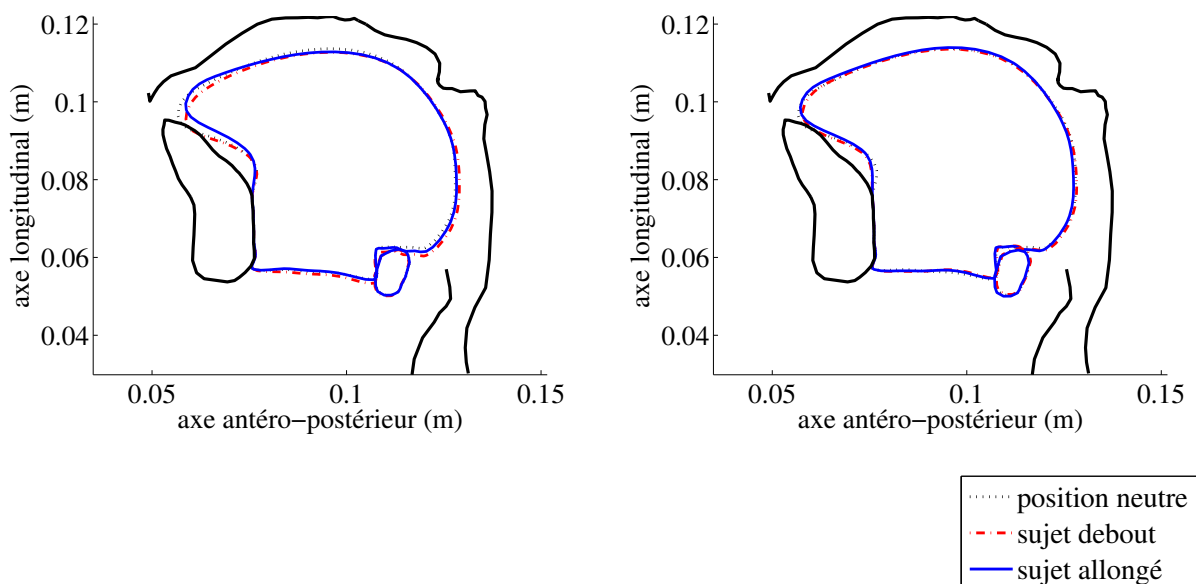 0.12
0.1
0.08
0.06
0.04
axe longitudinal (m)
0.05
0.1
0.15
axe antéro−postérieur (m)
0.12
0.1
0.08
0.06
0.04
axe longitudinal (m)
0.05
0.1
0.15
axe antéro−postérieur (m)
position neutre
sujet debout
sujet allongé